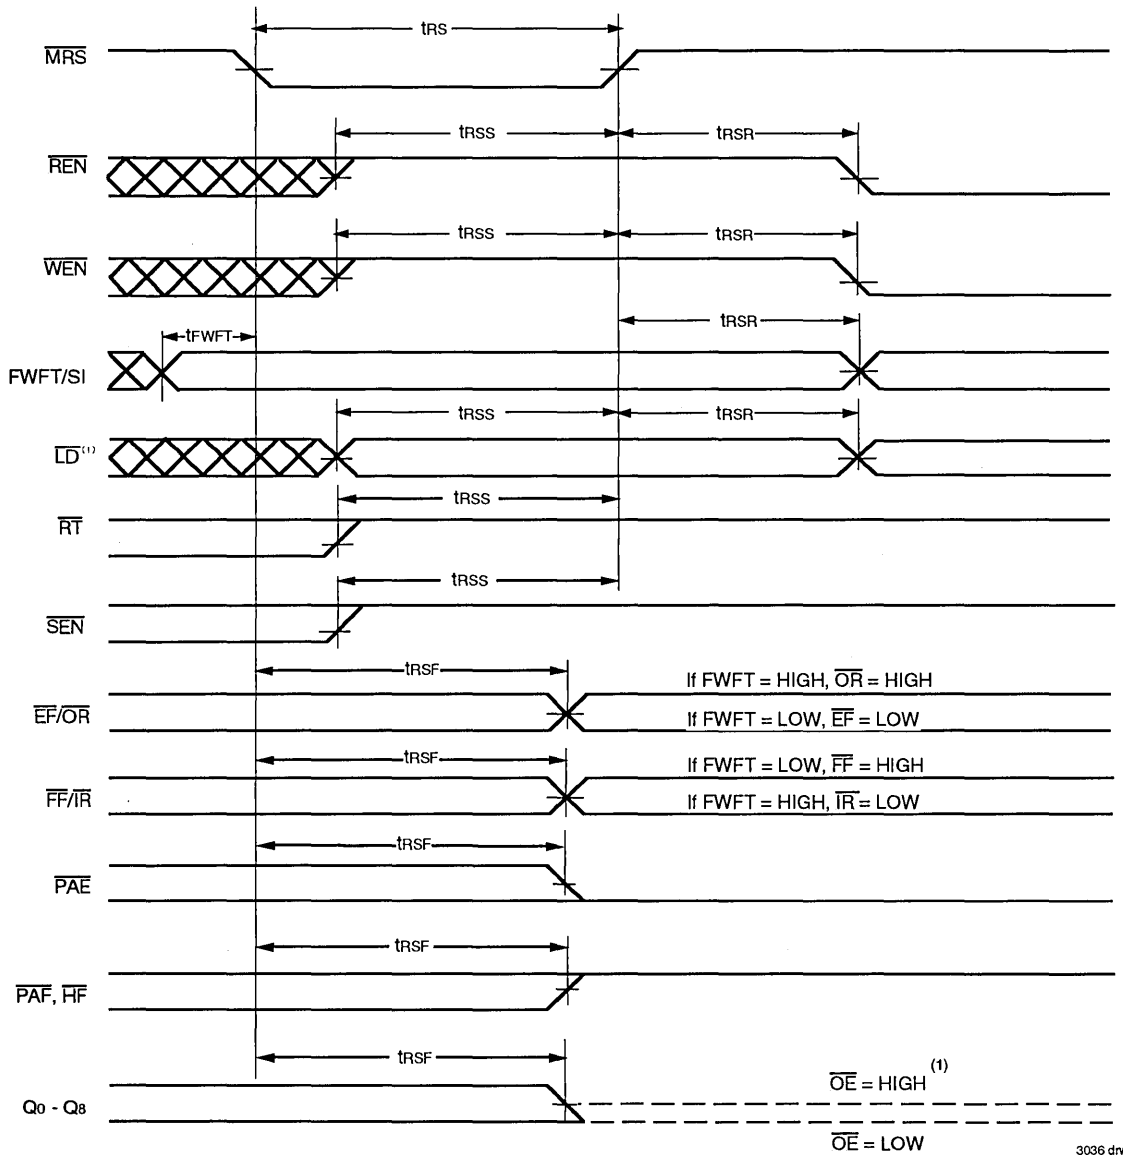 tRS
MRS
tRSS tRSR
REN
tRSS tRSR
WEN
tFWFT tRSR
FWFT/SI
tRSS tRSR
LD(1)
tRSS
RT
tRSS
SEN
tRSF
If FWFT = HIGH, OR = HIGH
EF/OR
If FWFT = LOW, EF = LOW
tRSF
If FWFT = LOW, FF = HIGH
FF/IR
If FWFT = HIGH, IR = LOW
tRSF
PAE
tRSF
PAF, HF
tRSF
OE = HIGH (1)
Q0 - Q8
OE = LOW
3036